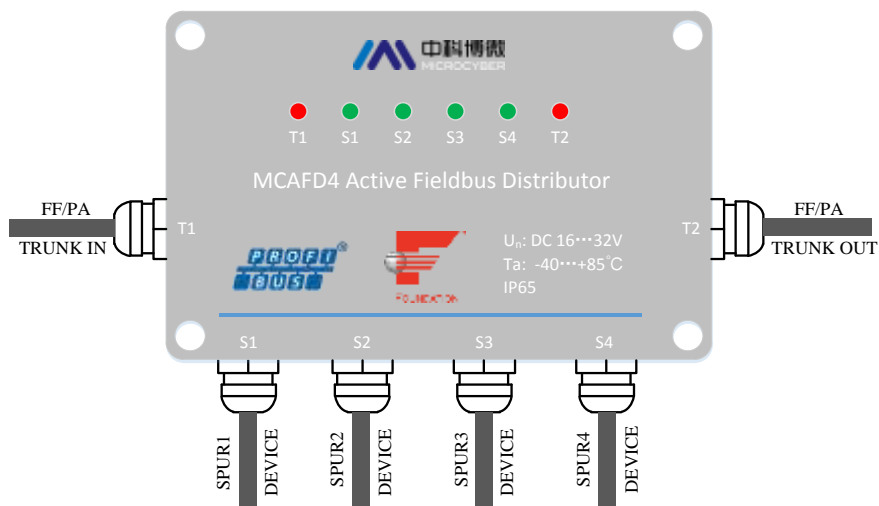 中科博微
MICROCYBER
T1 S1 S2 S3 S4 T2
MCAFD4 Active Fieldbus Distributor
FF/PA
TRUNK IN
T1
T2
FF/PA
TRUNK OUT
PROFI®
BUS
FOUNDATION
Un: DC 16···32V
Ta: -40···+85℃
IP65
S1 S2 S3 S4
SPUR1
DEVICE
SPUR2
DEVICE
SPUR3
DEVICE
SPUR4
DEVICE